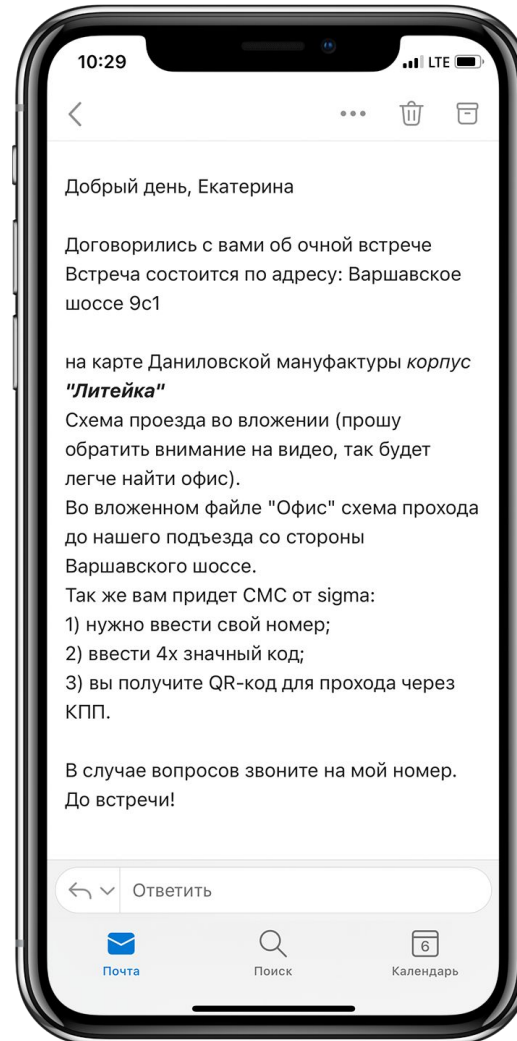 10:29
LTE
Добрый день, Екатерина
Договорились с вами об очной встрече
Встреча состоится по адресу: Варшавское
шоссе 9с1
на карте Даниловской мануфактуры корпус
"Литейка"
Схема проезда во вложении (прошу
обратить внимание на видео, так будет
легче найти офис).
Во вложенном файле "Офис" схема прохода
до нашего подъезда со стороны
Варшавского шоссе.
Так же вам придет СМС от sigma:
1) нужно ввести свой номер;
2) ввести 4х значный код;
3) вы получите QR-код для прохода через
КПП.
В случае вопросов звоните на мой номер.
До встречи!
Ответить
6
Почта Поиск Календарь